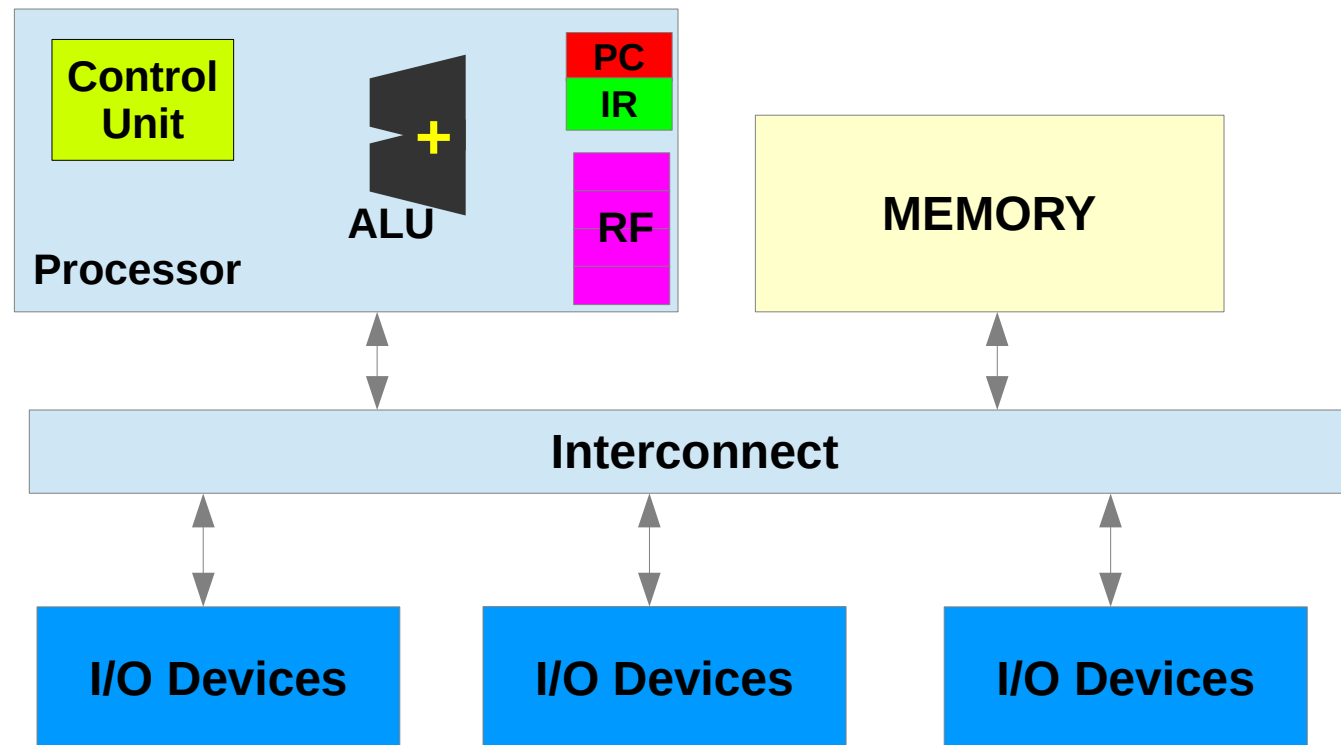 Control
Unit
+
ALU
Processor
PC
IR
RF
MEMORY
Interconnect
I/O Devices
I/O Devices
I/O Devices